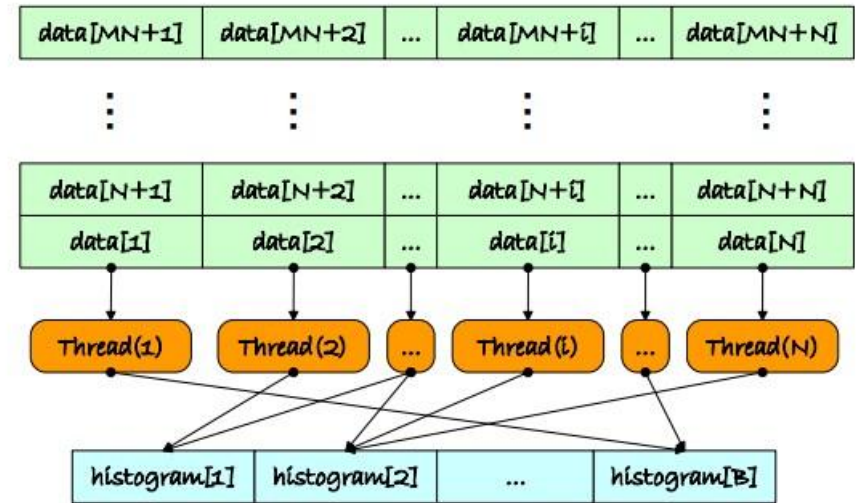 data[MN+1] data[MN+2] ... data[MN+i] ... data[MN+N]
data[N+1] data[N+2] ... data[N+i] ... data[N+N]
data[1] data[2] ... data[i] ... data[N]
Thread(1) Thread(2) ... Thread(i) ... Thread(N)
histogram[1] histogram[2] ... histogram[B]